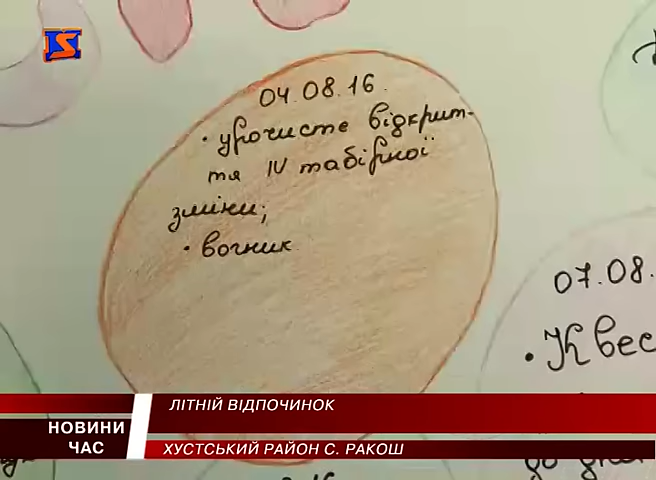 04.08.16.
• урочисте відкрит-
тя IV табірної
зміни;
• вогник
07.08.
• Квес
ЛІТНІЙ ВІДПОЧИНОК
НОВИНИ
ЧАС
ХУСТСЬКИЙ РАЙОН С. РАКОШ